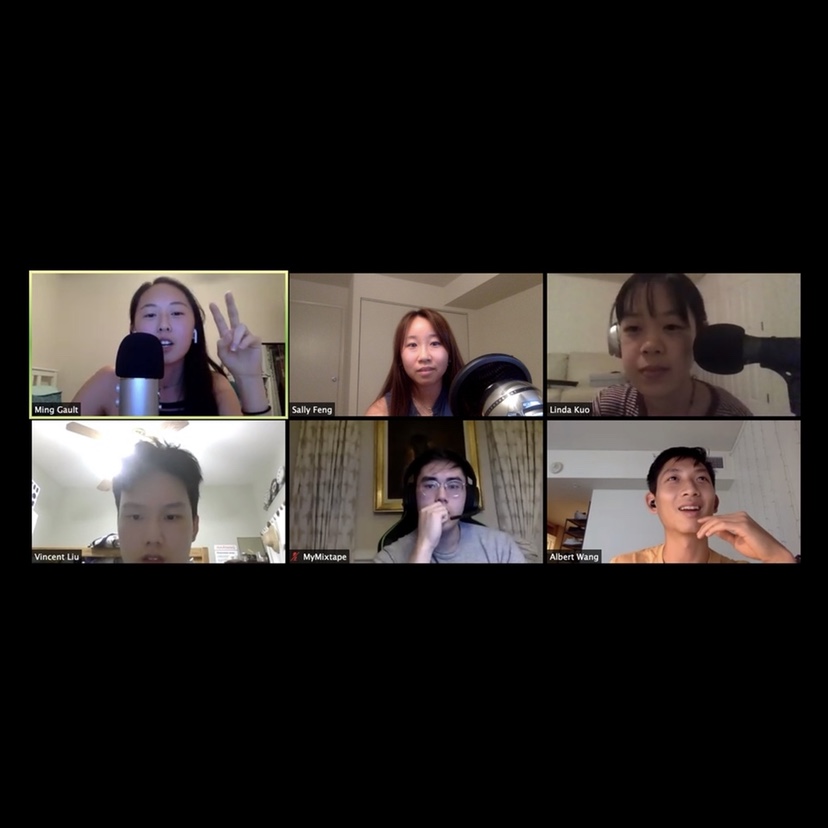 Ming Gault
Sally Feng
Linda Kuo
Vincent Liu
MyMixtape
Albert Wang